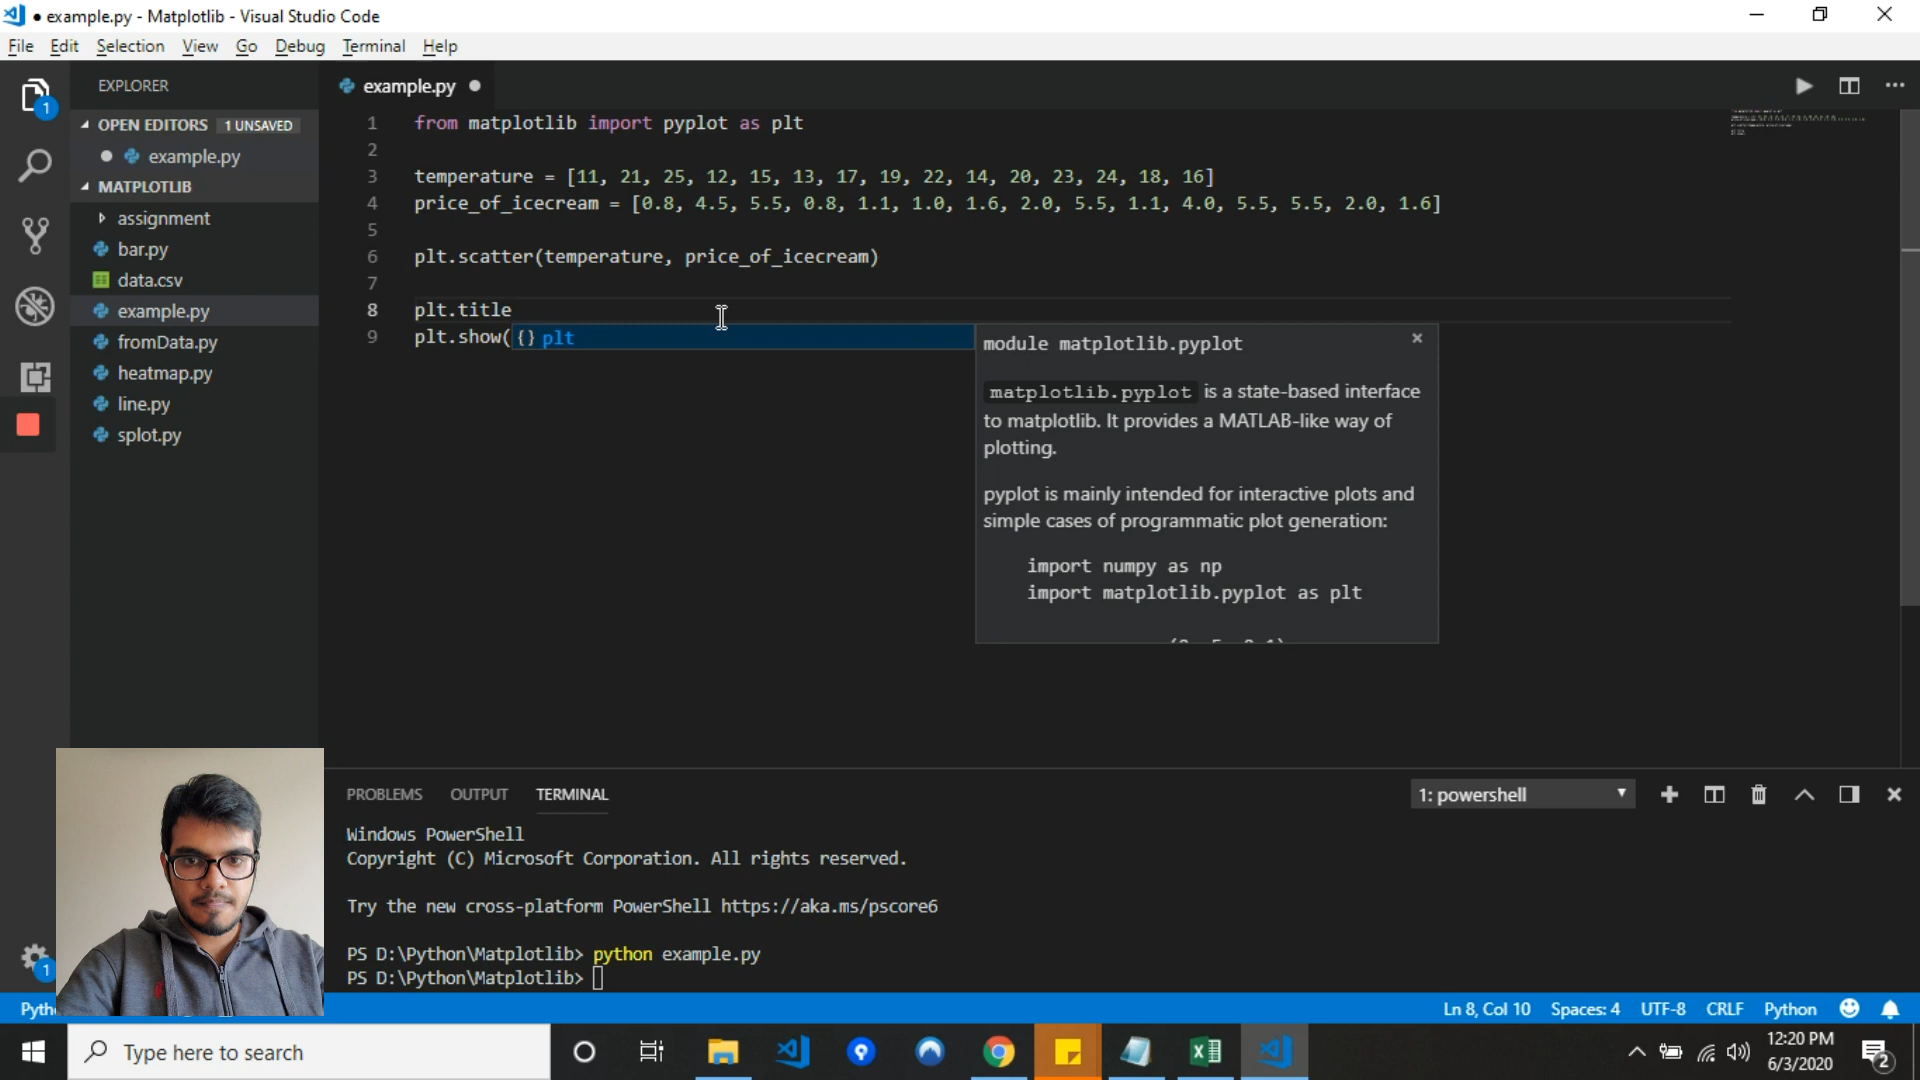 ● example.py - Matplotlib - Visual Studio Code
File Edit Selection View Go Debug Terminal Help
EXPLORER
OPEN EDITORS 1 UNSAVED
example.py
MATPLOTLIB
assignment
bar.py
data.csv
example.py
fromData.py
heatmap.py
line.py
splot.py
1
1
example.py
1 from matplotlib import pyplot as plt
2
3 temperature = [11, 21, 25, 12, 15, 13, 17, 19, 22, 14, 20, 23, 24, 18, 16]
4 price_of_icecream = [0.8, 4.5, 5.5, 0.8, 1.1, 1.0, 1.6, 2.0, 5.5, 1.1, 4.0, 5.5, 5.5, 2.0, 1.6]
5
6 plt.scatter(temperature, price_of_icecream)
7
8 plt.title
9 plt.show(
{} plt
module matplotlib.pyplot
matplotlib.pyplot is a state-based interface
to matplotlib. It provides a MATLAB-like way of
plotting.
pyplot is mainly intended for interactive plots and
simple cases of programmatic plot generation:
import numpy as np
import matplotlib.pyplot as plt
PROBLEMS OUTPUT TERMINAL
1: powershell
Windows PowerShell
Copyright (C) Microsoft Corporation. All rights reserved.
Try the new cross-platform PowerShell https://aka.ms/pscore6
PS D:\Python\Matplotlib> python example.py
PS D:\Python\Matplotlib>
Ln 8, Col 10 Spaces: 4 UTF-8 CRLF Python
Type here to search
12:20 PM
6/3/2020
2